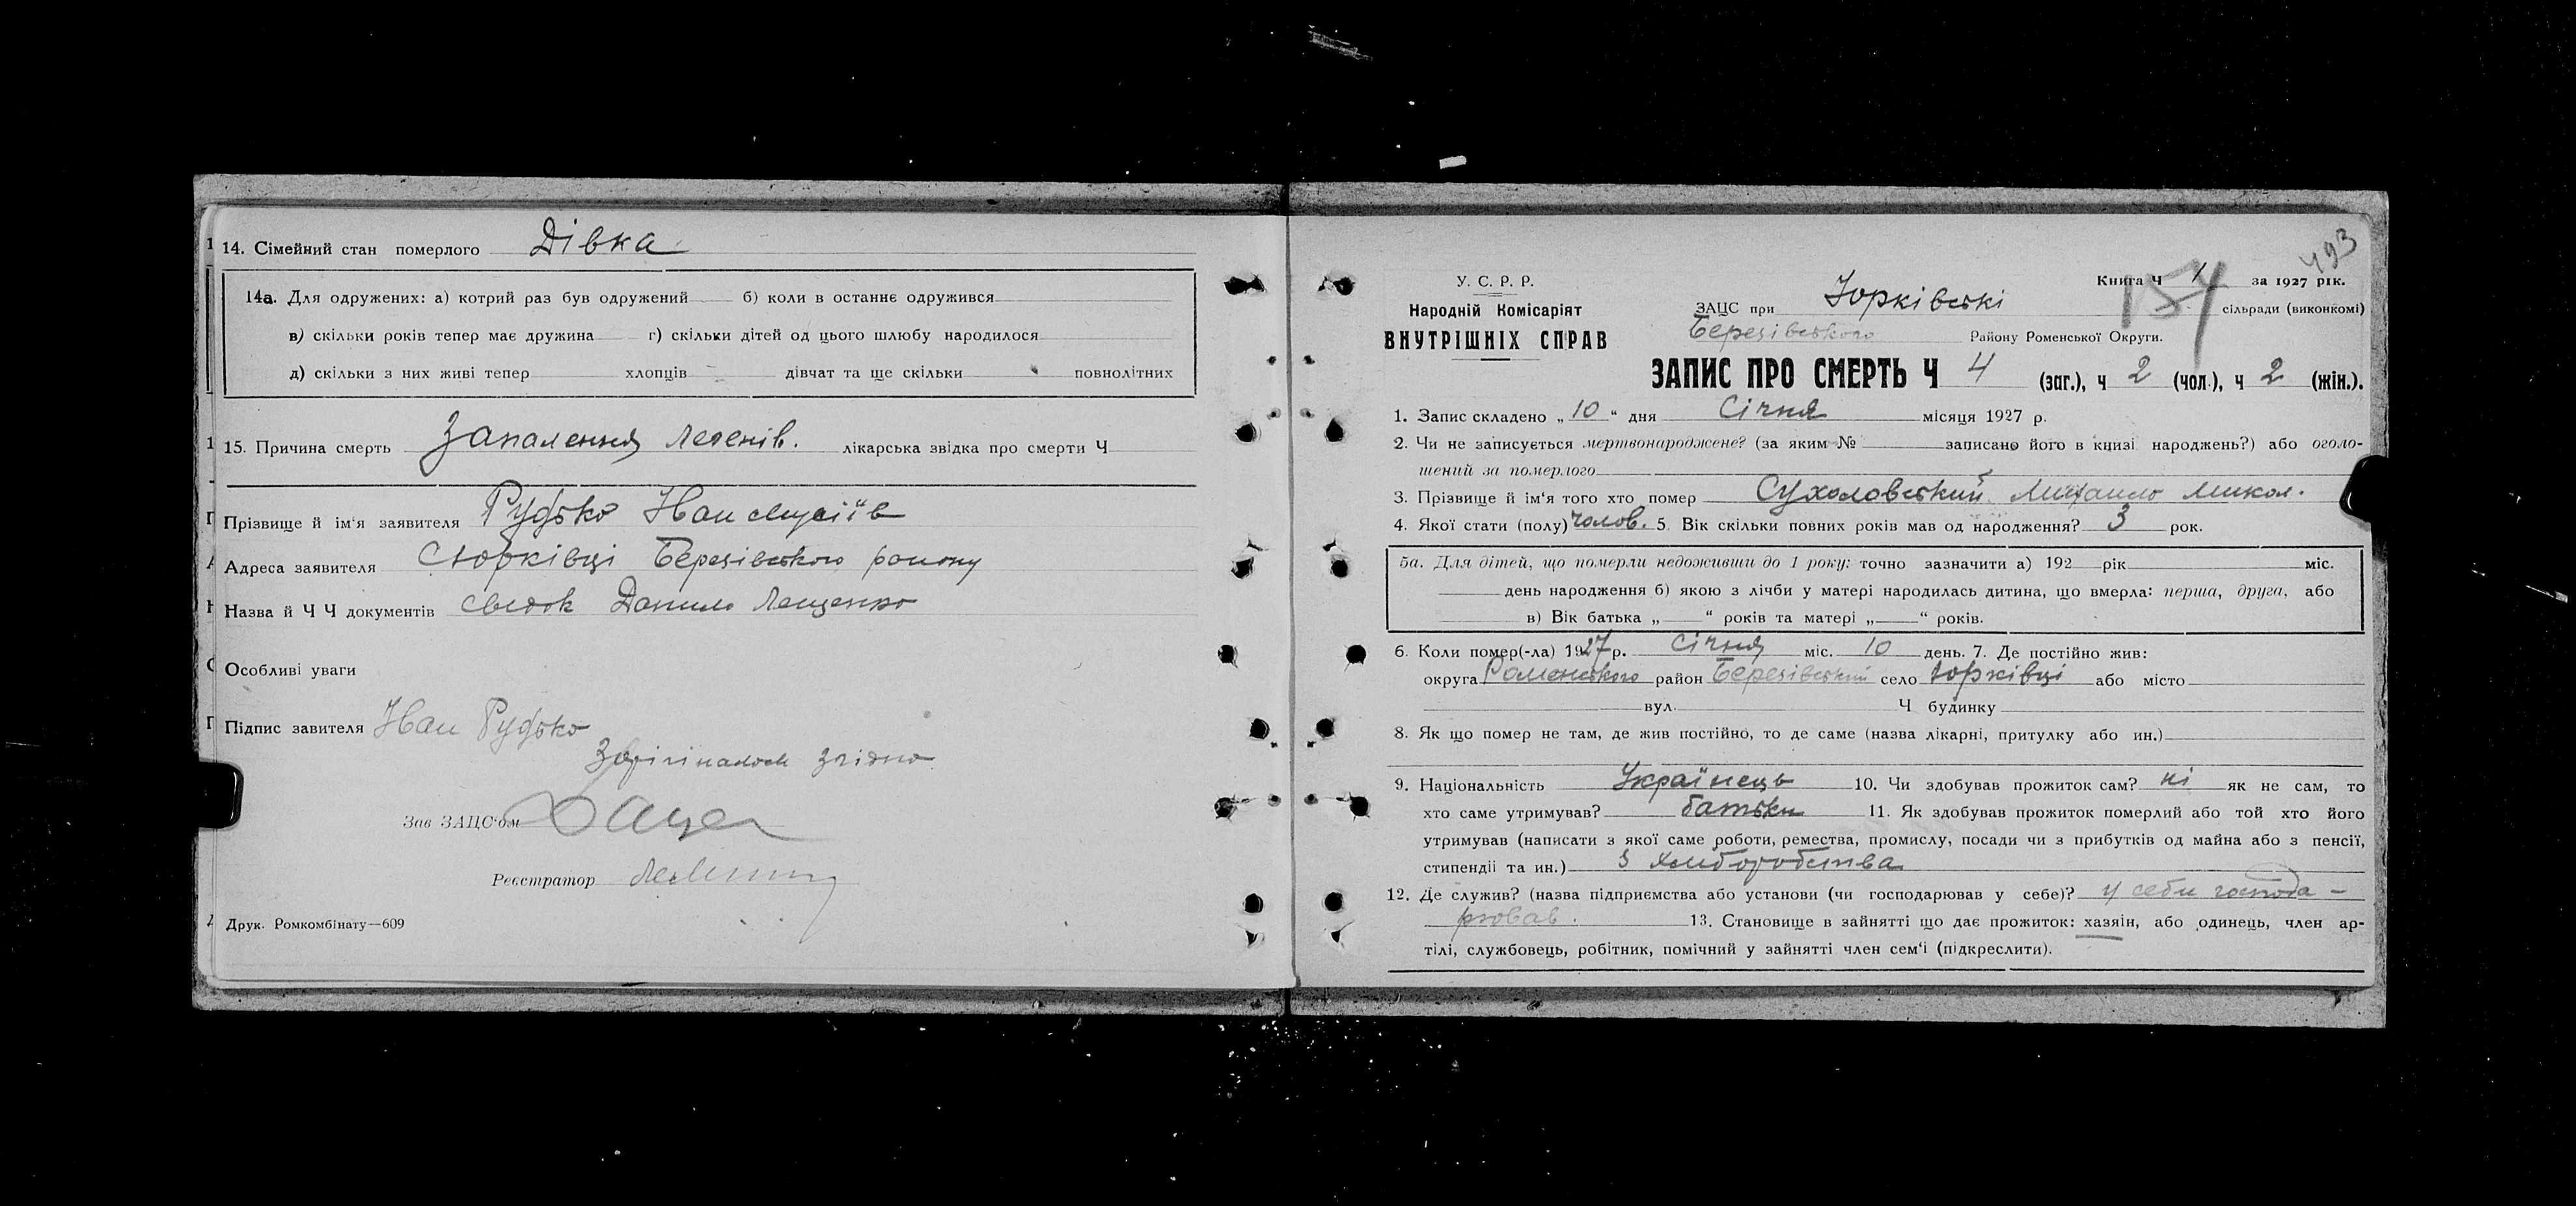 14. Сімейний стан померлого Дівка
14а. Для одружених: а) котрий раз був одружений б) коли в останнє одружився
в) скільки років тепер має дружина г) скільки дітей од цього шлюбу народилося
д) скільки з них живі тепер хлопців дівчат та ще скільки повнолітних
15. Причина смерть Запалення легенів. лікарська звідка про смерти Ч
Прізвище й ім'я заявителя Рудько Иван Мусіїв
Адреса заявителя Єюрківці Березівського району
Назва й Ч Ч документів свідок Данило Лещенко
Особливі уваги
Підпис завителя Иван Рудько
З оригіналом згідно
Зав ЗАЦС'ом
Реєстратор
Друк. Ромкомбінату—609
493
У. С. Р. Р.
Народній Комісаріят
ВНУТРІШНІХ СПРАВ
Книга Ч 1 за 1927 рік.
154
ЗАЦС при Юрківські сільради (виконкомі)
Березівського Району Роменської Округи.
ЗАПИС ПРО СМЕРТЬ Ч 4 (заг.), ч 2 (чол.), ч 2 (жін.).
1. Запис складено „ 10 “ дня Січня місяця 1927 р.
2. Чи не записується мертвонароджене? (за яким № записано його в книзі народжень?) або оголо-
шений за померлого
3. Прізвище й ім'я того хто помер Сухоловський Михайло Микол.
4. Якої стати (полу) чолов. 5. Вік скільки повних років мав од народження? 3 рок.
5а. Для дітей, що померли недоживши до 1 року: точно зазначити а) 192 рік міс.
день народження б) якою з лічби у матері народилась дитина, що вмерла: перша, друга, або
в) Вік батька „ “ років та матері „ “ років.
6. Коли помер(-ла) 1927 р. Січня міс. 10 день. 7. Де постійно жив:
округа Роменського район Березівський село Юрківці або місто
вул. Ч будинку
8. Як що помер не там, де жив постійно, то де саме (назва лікарні, притулку або ин.)
9. Національність Українець 10. Чи здобував прожиток сам? ні як не сам, то
хто саме утримував? батьки 11. Як здобував прожиток померлий або той хто його
утримував (написати з якої саме роботи, ремества, промислу, посади чи з прибутків од майна або з пенсії,
стипендії та ин.) з хліборобства
12. Де служив? (назва підприємства або установи (чи господарював у себе)? у себи господа-
рював. 13. Становище в зайнятті що дає прожиток: хазяїн, або одинець, член ар-
тілі, службовець, робітник, помічний у зайнятті член сем'ї (підкреслити).